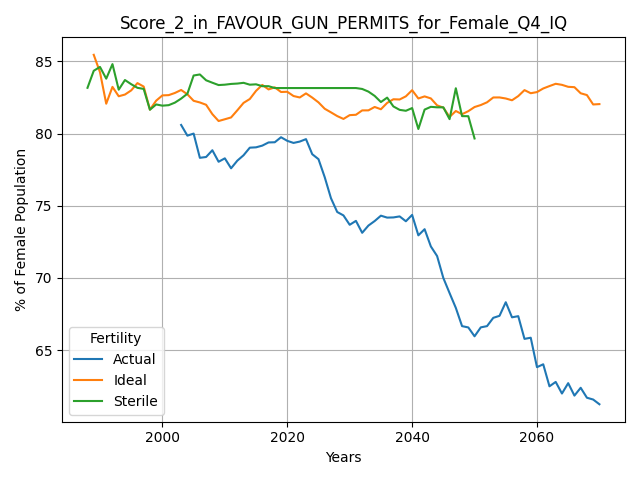 Score_2_in_FAVOUR_GUN_PERMITS_for_Female_Q4_IQ
% of Female Population
85
80
75
70
65
Fertility
Actual
Ideal
Sterile
2000 2020 2040 2060
Years